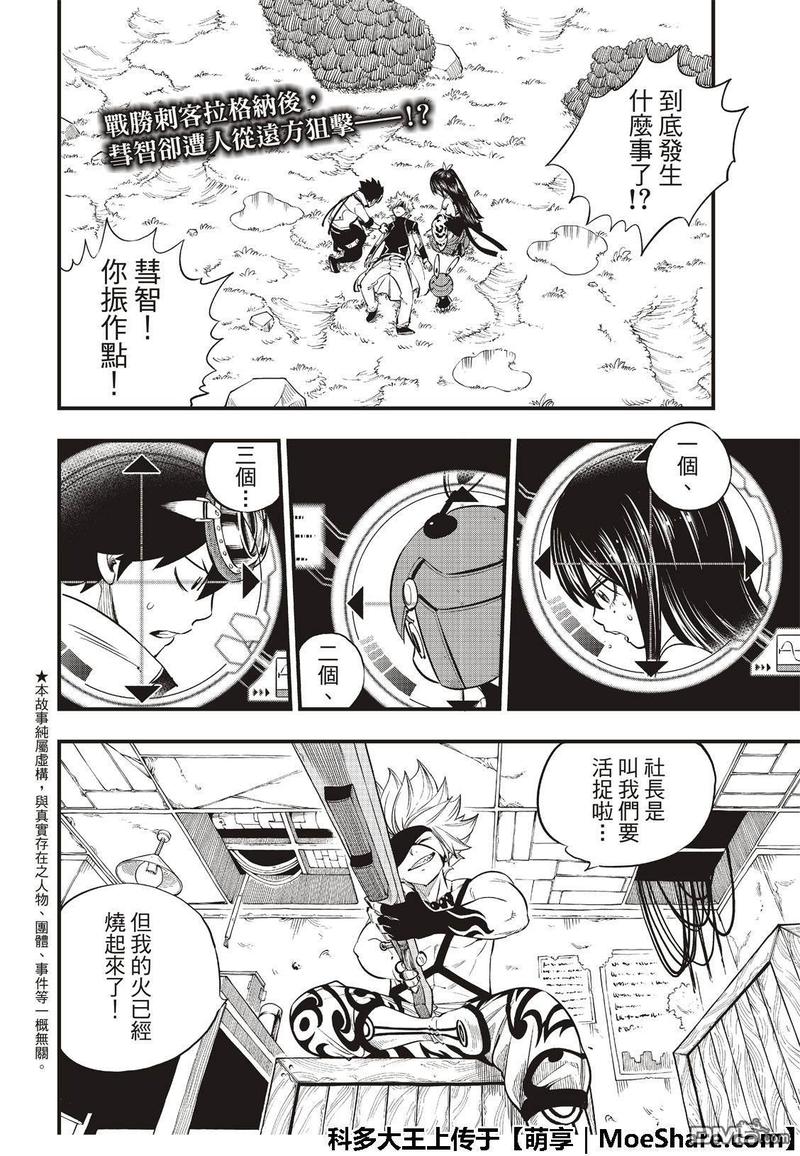 到底發生
什麼事了!?
戰勝刺客拉格納後，
彗智卻遭人從遠方狙擊——!?
彗智！
你振作點！
一個、
二個、
三個…
社長是
叫我們要
活捉啦…
但我的火已經
燒起來了！
★本故事純屬虛構，與真實存在之人物、團體、事件等一概無關。
科多大王上传于【萌享｜MoeShare.com】